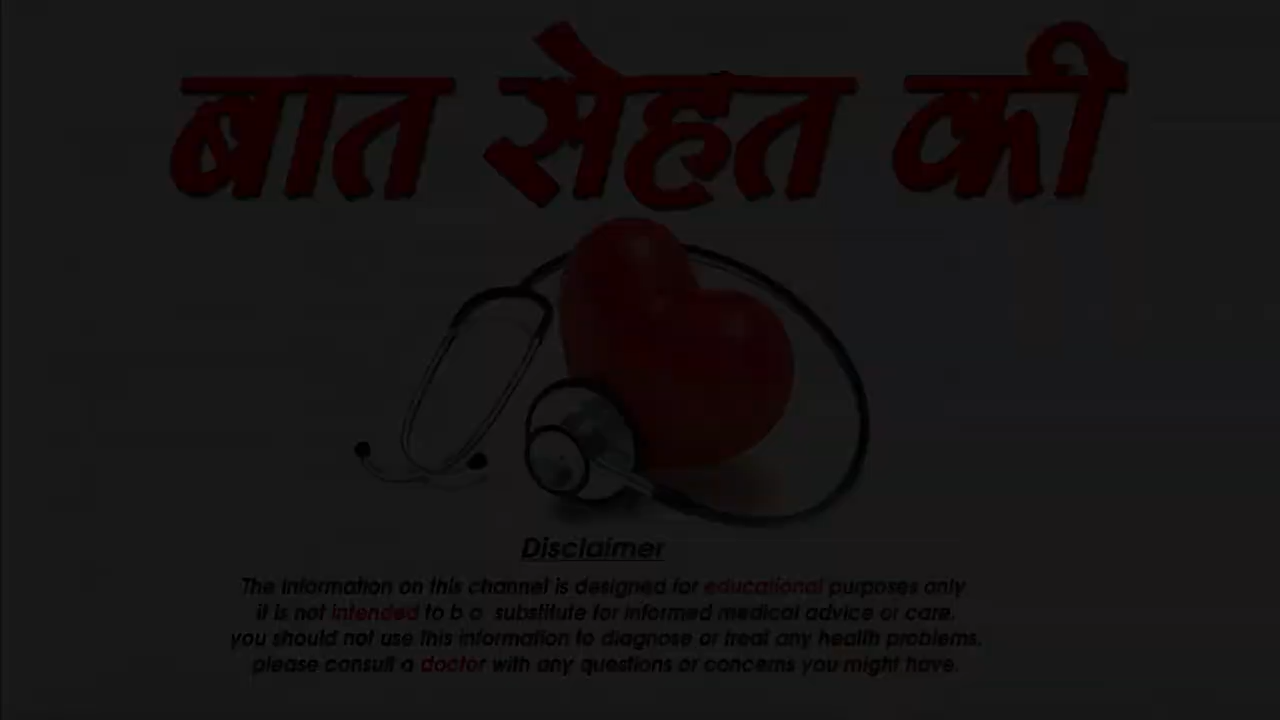 बात सेहत की
Disclaimer
The information on this channel is designed for educational purposes only
it is not intended to b a substitute for informed medical advice or care.
you should not use this information to diagnose or treat any health problems.
please consult a doctor with any questions or concerns you might have.